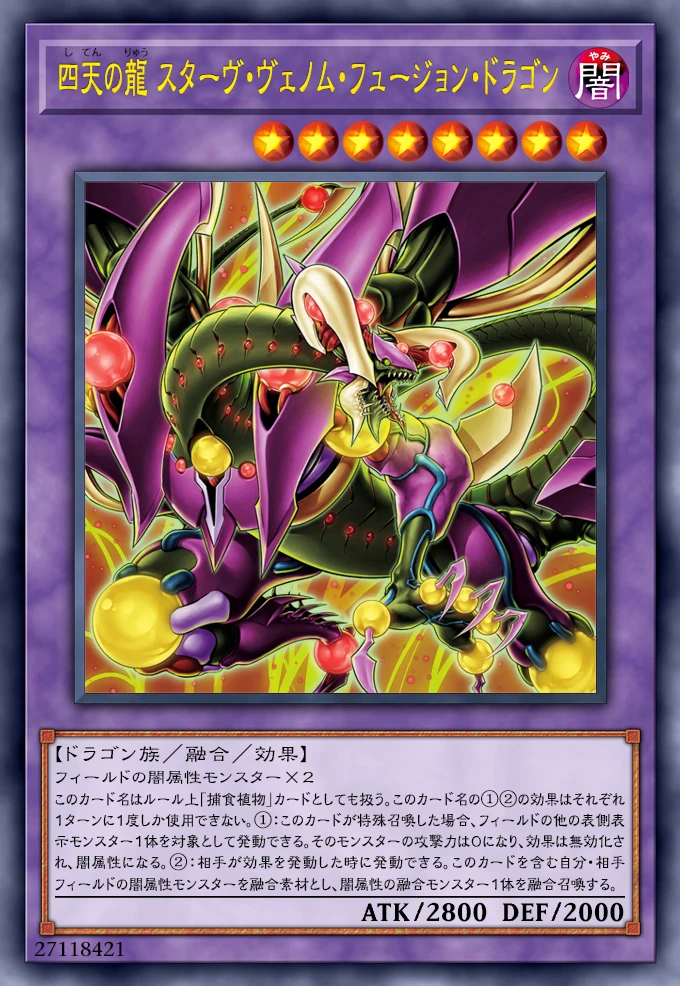 してん りゅう
四天の龍 スターヴ・ヴェノム・フュージョン・ドラゴン
やみ
闇
【ドラゴン族／融合／効果】
フィールドの闇属性モンスター×２
このカード名はルール上「捕食植物」カードとしても扱う。このカード名の①②の効果はそれぞれ
１ターンに１度しか使用できない。①：このカードが特殊召喚した場合、フィールドの他の表側表
示モンスター１体を対象として発動できる。そのモンスターの攻撃力は０になり、効果は無効化さ
れ、闇属性になる。②：相手が効果を発動した時に発動できる。このカードを含む自分・相手
フィールドの闇属性モンスターを融合素材とし、闇属性の融合モンスター１体を融合召喚する。
ATK/2800 DEF/2000
27118421